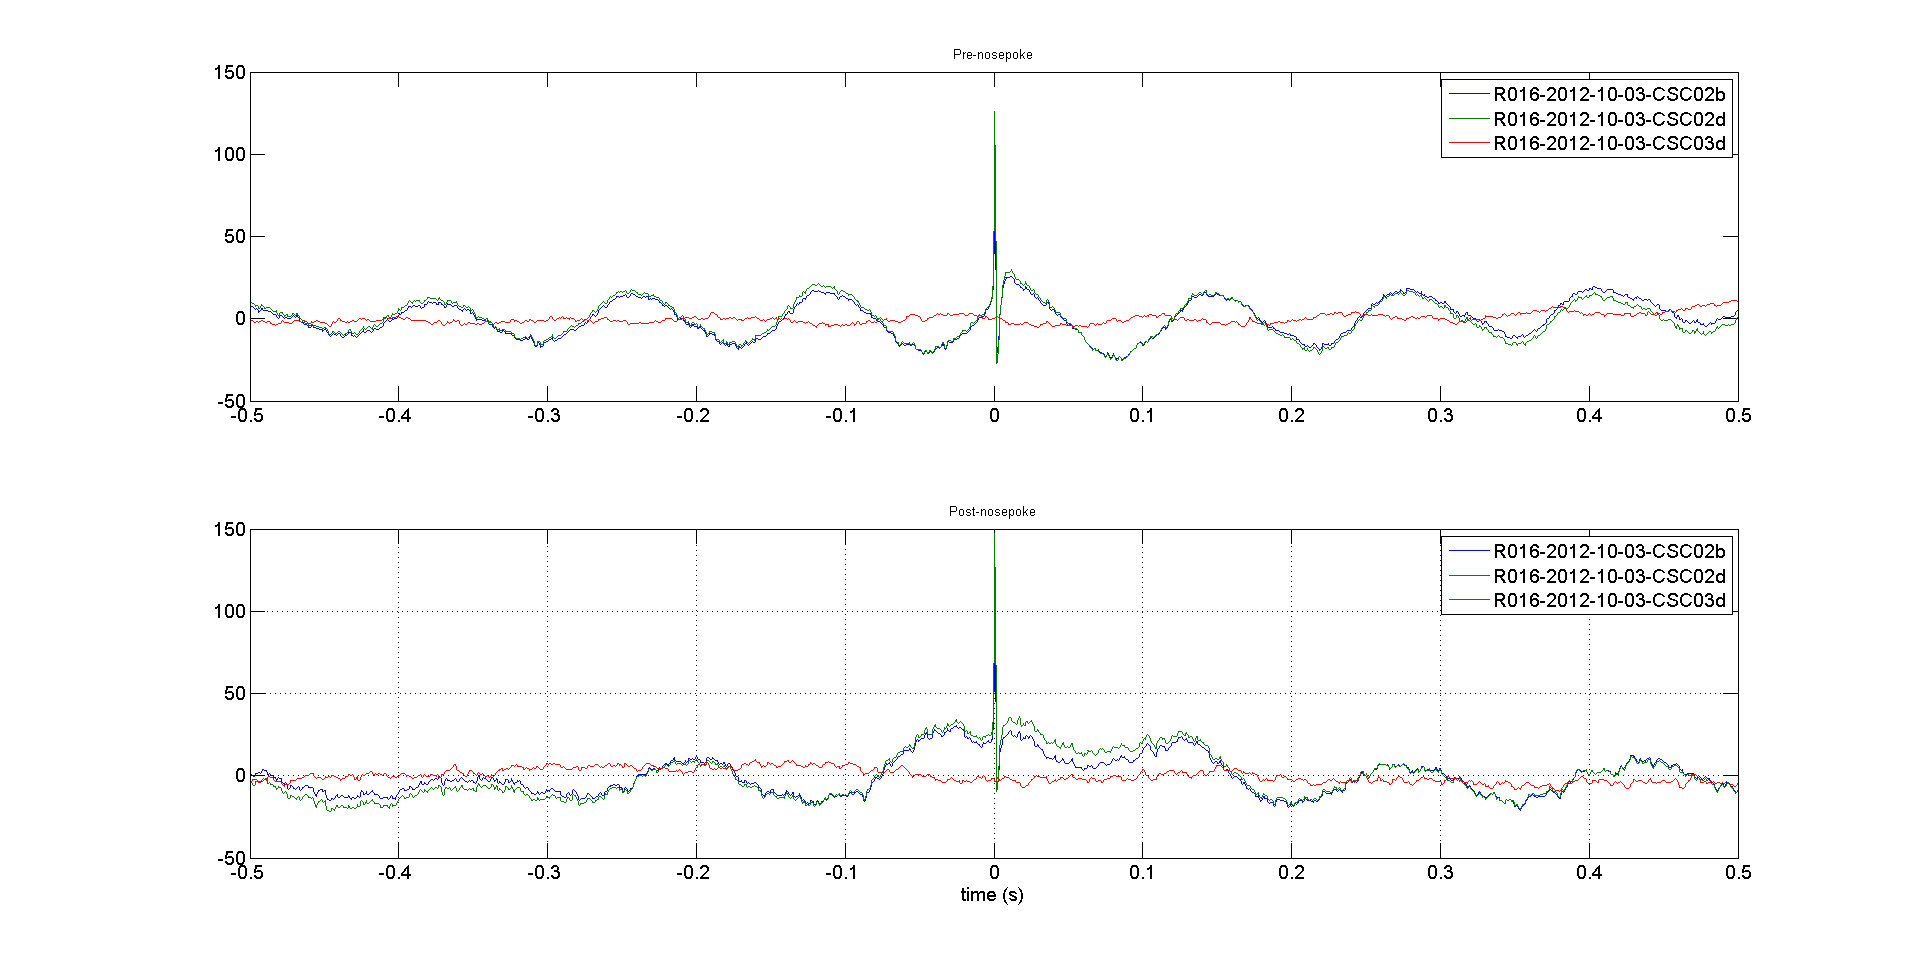 Pre-nosepoke
150
100
50
0
-50
R016-2012-10-03-CSC02b
R016-2012-10-03-CSC02d
R016-2012-10-03-CSC03d
-0.5 -0.4 -0.3 -0.2 -0.1 0 0.1 0.2 0.3 0.4 0.5
Post-nosepoke
150
100
50
0
-50
R016-2012-10-03-CSC02b
R016-2012-10-03-CSC02d
R016-2012-10-03-CSC03d
-0.5 -0.4 -0.3 -0.2 -0.1 0 0.1 0.2 0.3 0.4 0.5
time (s)